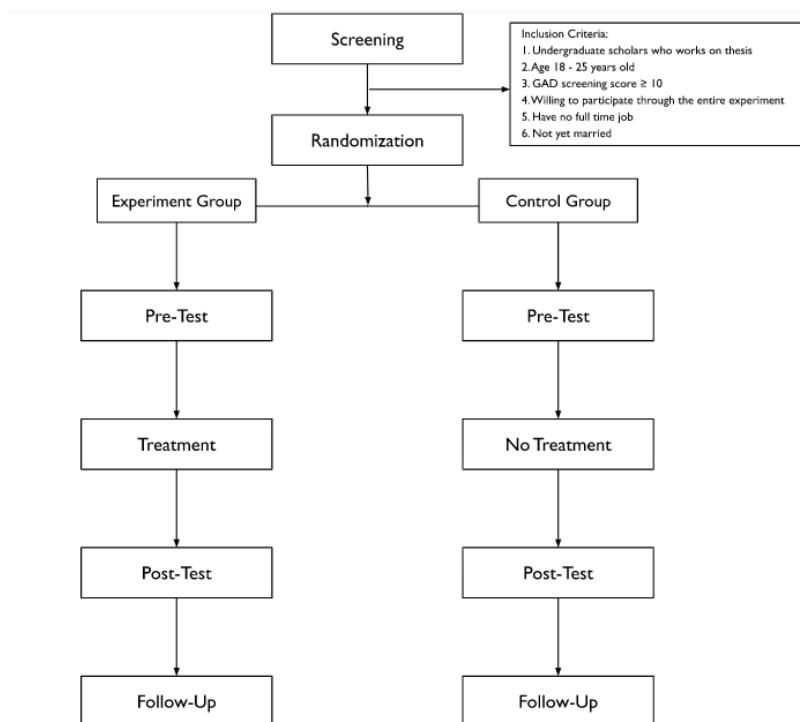 Screening
Inclusion Criteria:
1. Undergraduate scholars who works on thesis
2. Age 18 - 25 years old
3. GAD screening score ≥ 10
4. Willing to participate through the entire experiment
5. Have no full time job
6. Not yet married
Randomization
Experiment Group
Control Group
Pre-Test
Pre-Test
Treatment
No Treatment
Post-Test
Post-Test
Follow-Up
Follow-Up